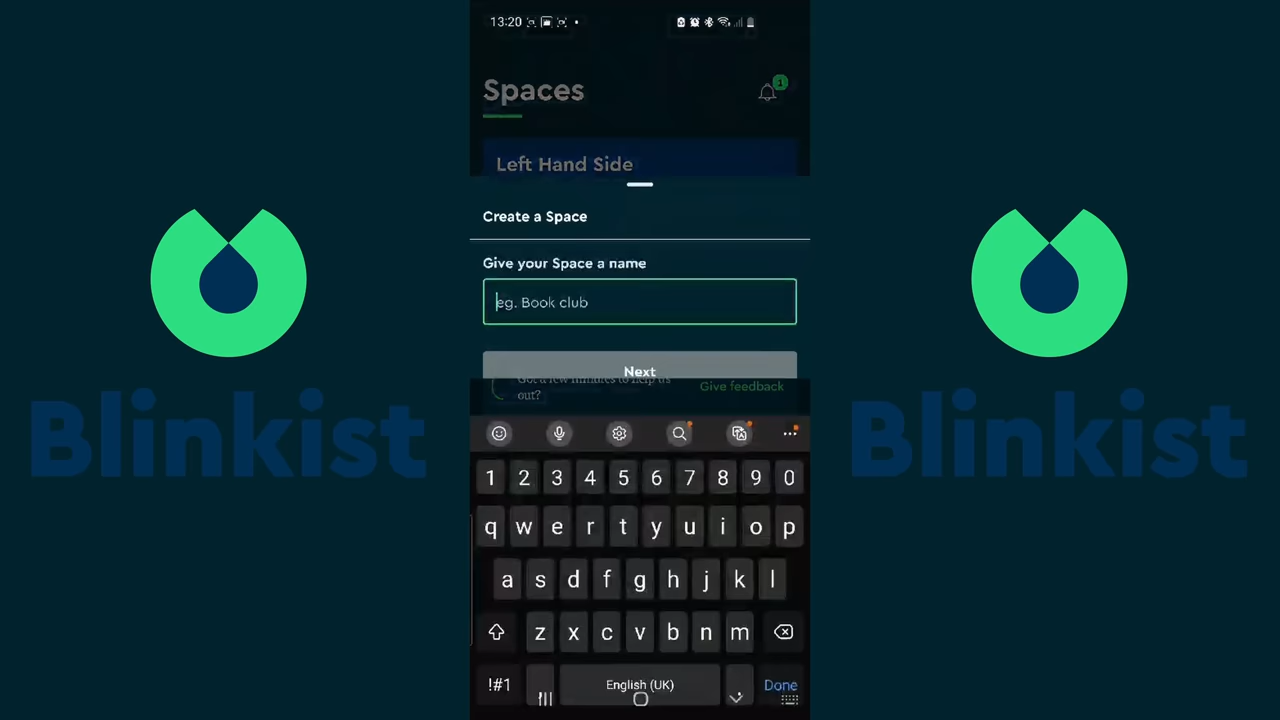 13:20
Spaces
1
Left Hand Side
Create a Space
Give your Space a name
eg. Book club
Next
Got a few minutes to help us
out?
Give feedback
Blinkist
Blinkist
1 2 3 4 5 6 7 8 9 0
q w e r t y u i o p
a s d f g h j k l
z x c v b n m
!#1
English (UK)
Done